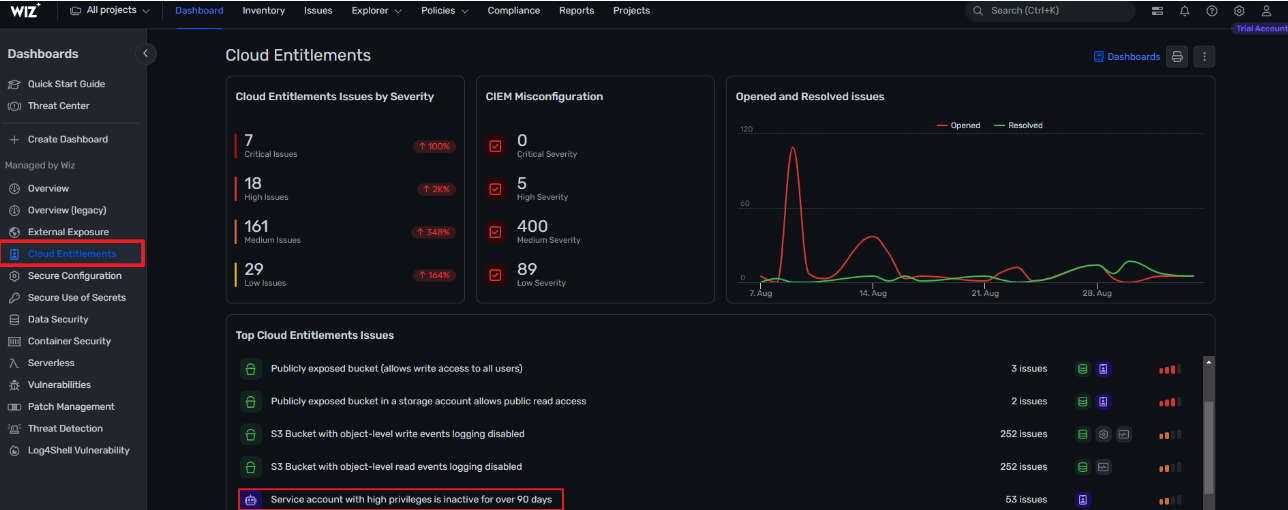 WIZ
All projects
Dashboard
Inventory
Issues
Explorer
Policies
Compliance
Reports
Projects
Search (Ctrl+K)
Trial Account
Dashboards
Quick Start Guide
Threat Center
Create Dashboard
Managed by Wiz
Overview
Overview (legacy)
External Exposure
Cloud Entitlements
Secure Configuration
Secure Use of Secrets
Data Security
Container Security
Serverless
Vulnerabilities
Patch Management
Threat Detection
Log4Shell Vulnerability
Cloud Entitlements
Dashboards
Cloud Entitlements Issues by Severity
7
Critical Issues
100%
18
High Issues
2K%
161
Medium Issues
348%
29
Low Issues
164%
CIEM Misconfiguration
0
Critical Severity
5
High Severity
400
Medium Severity
89
Low Severity
Opened and Resolved issues
Opened
Resolved
120
60
0
7. Aug
14. Aug
21. Aug
28. Aug
Top Cloud Entitlements Issues
Publicly exposed bucket (allows write access to all users) 3 issues
Publicly exposed bucket in a storage account allows public read access 2 issues
S3 Bucket with object-level write events logging disabled 252 issues
S3 Bucket with object-level read events logging disabled 252 issues
Service account with high privileges is inactive for over 90 days 53 issues